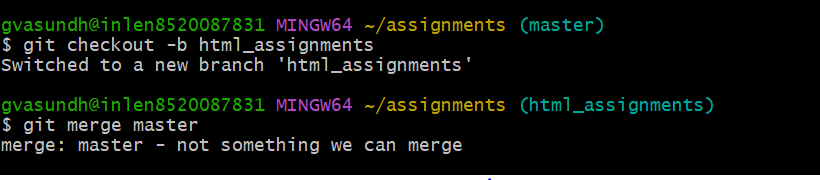 gvasundh@inlen8520087831 MINGW64 ~/assignments (master)
$ git checkout -b html_assignments
Switched to a new branch 'html_assignments'
gvasundh@inlen8520087831 MINGW64 ~/assignments (html_assignments)
$ git merge master
merge: master - not something we can merge